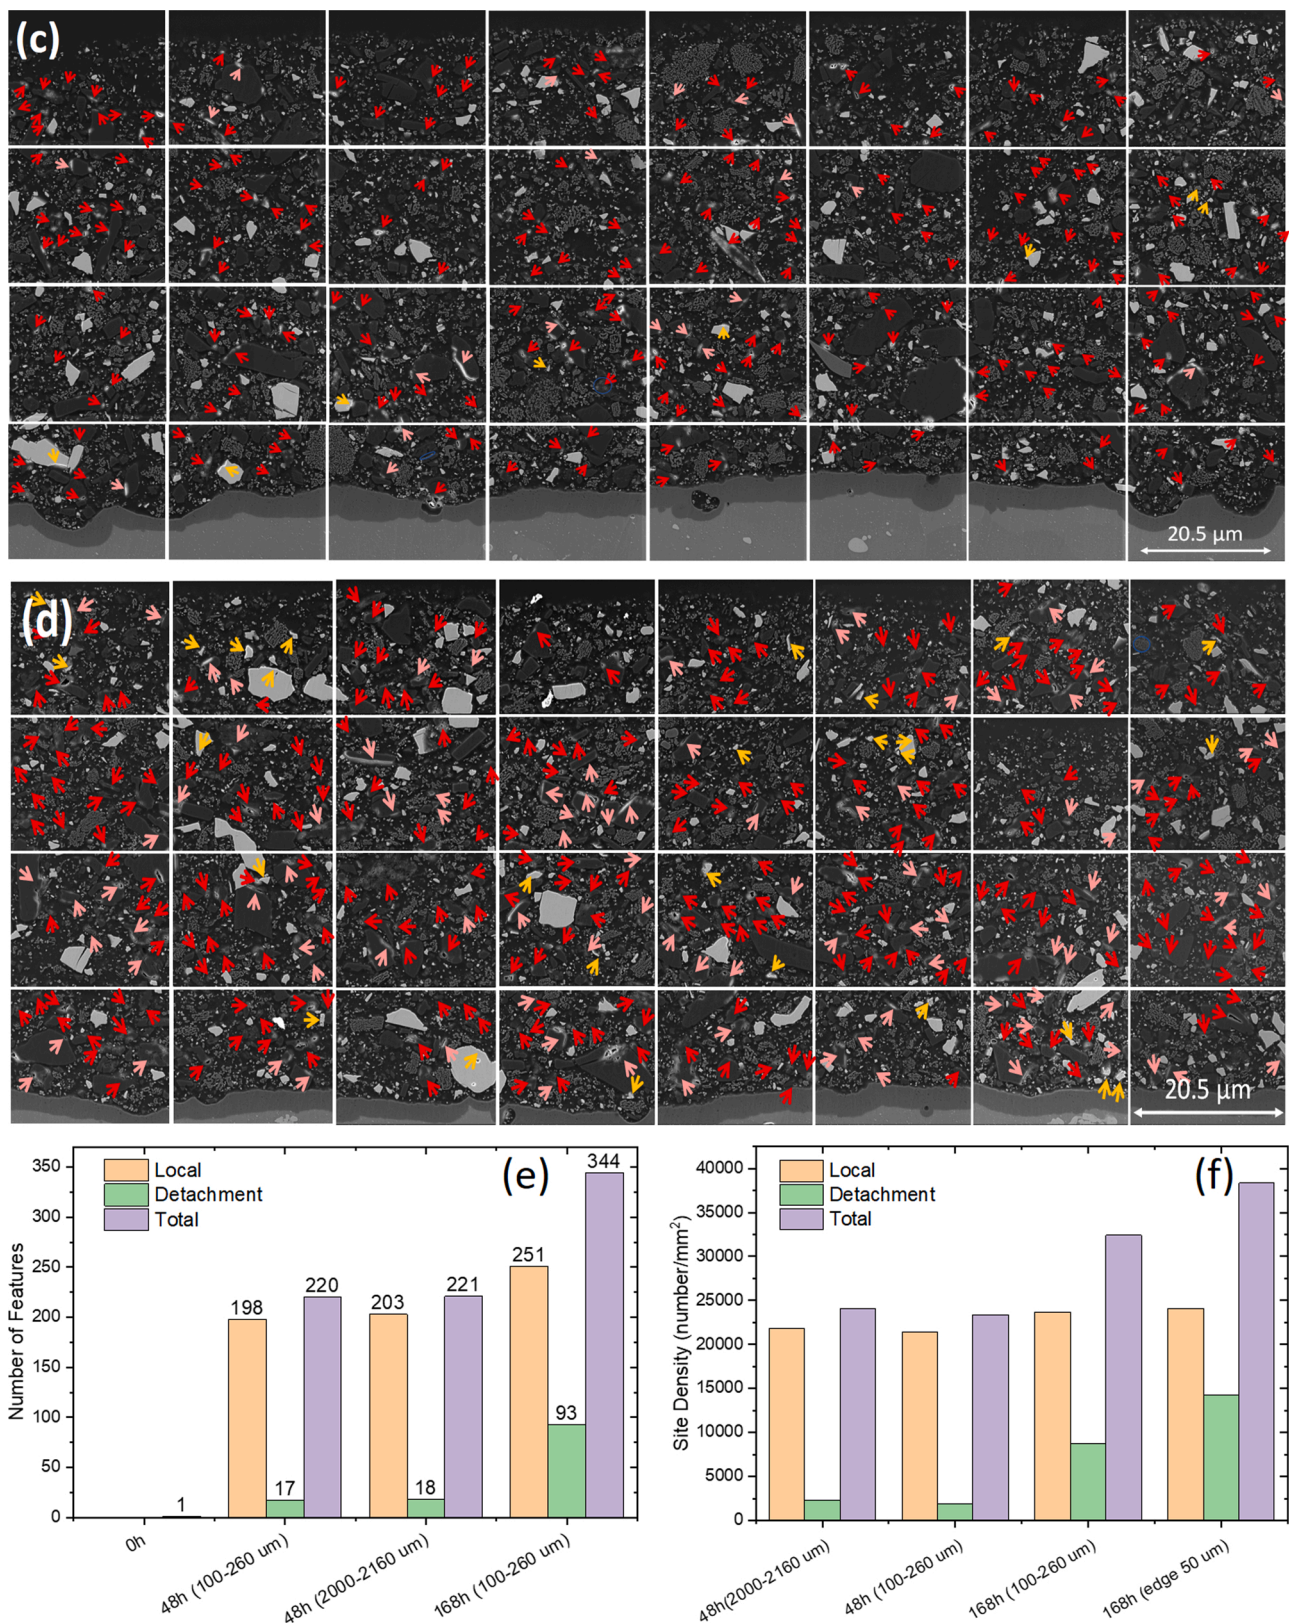 (c)
20.5 µm
(d)
20.5 µm
(e)
Local
Detachment
Total
Number of Features
350
300
250
200
150
100
50
0
1
198
17
220
203
18
221
251
93
344
0h
48h (100-260 um)
48h (2000-2160 um)
168h (100-260 um)
(f)
Local
Detachment
Total
Site Density (number/mm²)
40000
35000
30000
25000
20000
15000
10000
5000
0
48h(2000-2160 um)
48h (100-260 um)
168h (100-260 um)
168h (edge 50 um)